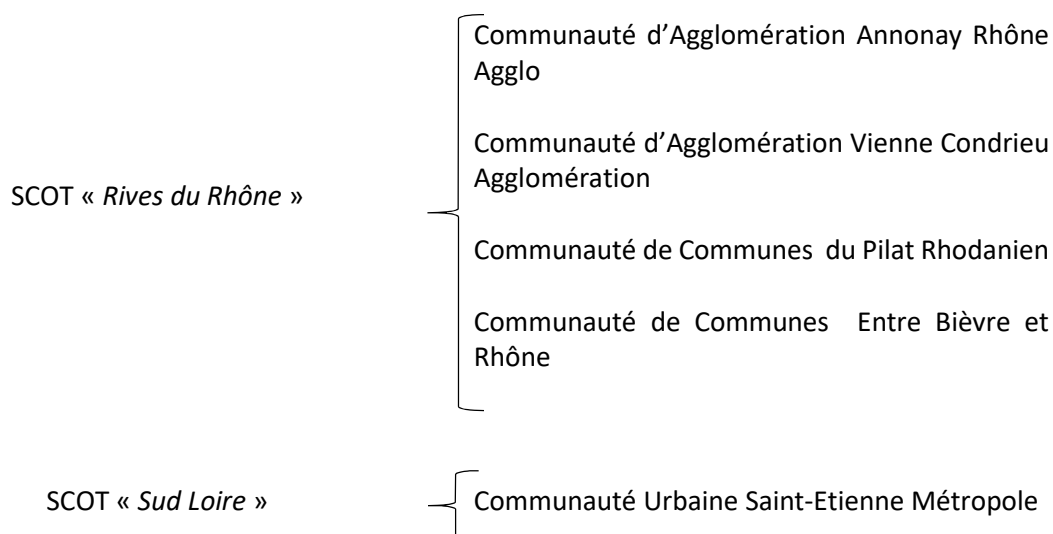 Communauté d’Agglomération Annonay Rhône
Agglo
Communauté d’Agglomération Vienne Condrieu
Agglomération
SCOT « Rives du Rhône »
Communauté de Communes du Pilat Rhodanien
Communauté de Communes Entre Bièvre et
Rhône
SCOT « Sud Loire »
Communauté Urbaine Saint-Etienne Métropole